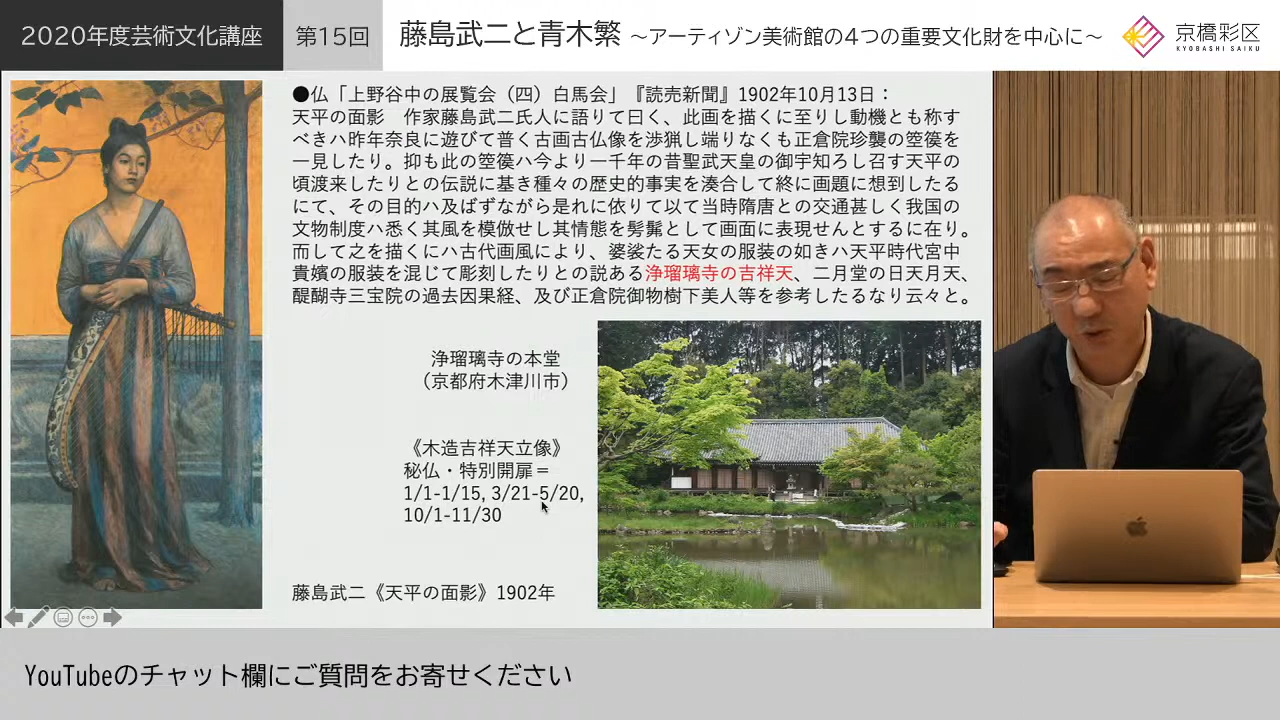 2020年度芸術文化講座
第15回
藤島武二と青木繁 ～アーティゾン美術館の4つの重要文化財を中心に～
京橋彩区
KYOBASHI SAIKU
●仏「上野谷中の展覧会（四）白馬会」『読売新聞』1902年10月13日：
天平の面影　作家藤島武二氏人に語りて曰く、此画を描くに至りし動機とも称す
べきハ昨年奈良に遊びて普く古画古仏像を渉猟し端りなくも正倉院珍襲の箜篌を
一見したり。抑も此の箜篌ハ今より一千年の昔聖武天皇の御宇知ろし召す天平の
頃渡来したりとの伝説に基き種々の歴史的事実を湊合して終に画題に想到したる
にて、その目的ハ及ばずながら是れに依りて以て当時隋唐との交通甚しく我国の
文物制度ハ悉く其風を模倣せし其情態を髣髴として画面に表現せんとするに在り。
而して之を描くにハ古代画風により、婆娑たる天女の服装の如きハ天平時代宮中
貴嬪の服装を混じて彫刻したりとの説ある浄瑠璃寺の吉祥天、二月堂の日天月天、
醍醐寺三宝院の過去因果経、及び正倉院御物樹下美人等を参考したるなり云々と。
浄瑠璃寺の本堂
（京都府木津川市）
《木造吉祥天立像》
秘仏・特別開扉＝
1/1-1/15, 3/21-5/20,
10/1-11/30
藤島武二《天平の面影》1902年
YouTubeのチャット欄にご質問をお寄せください